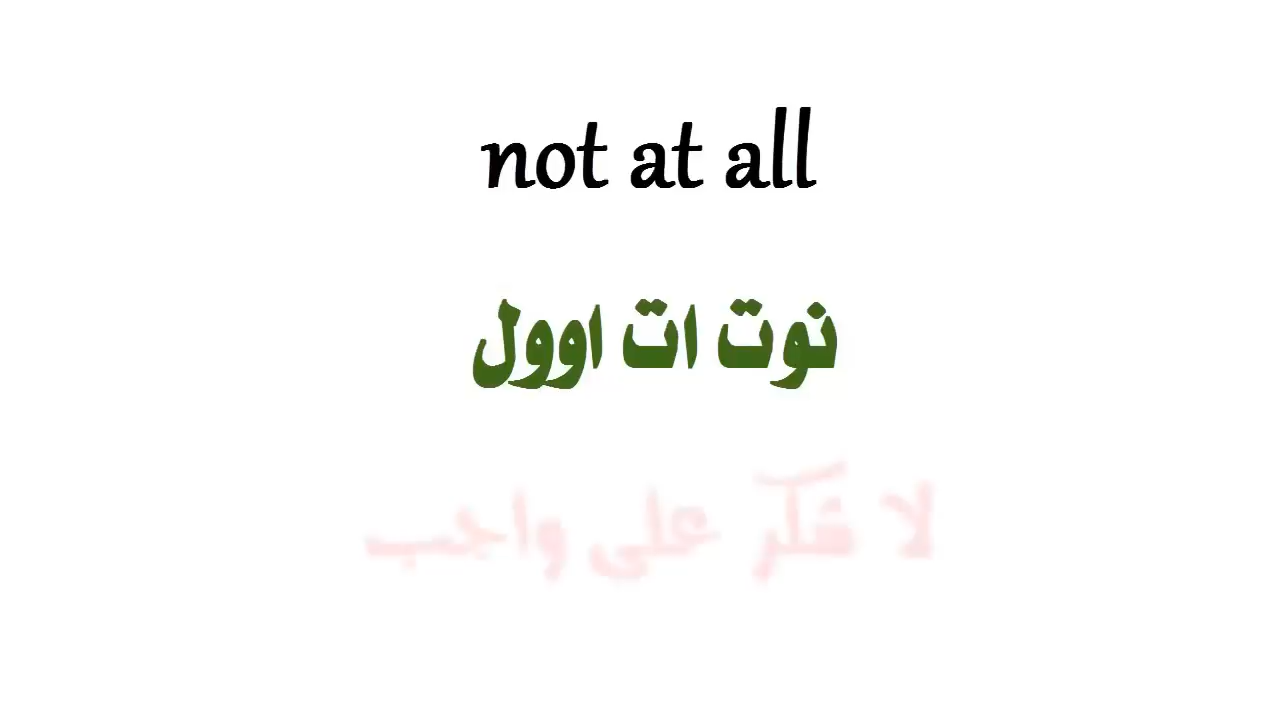 not at all
نوت ات اوول
لا شكر على واجب